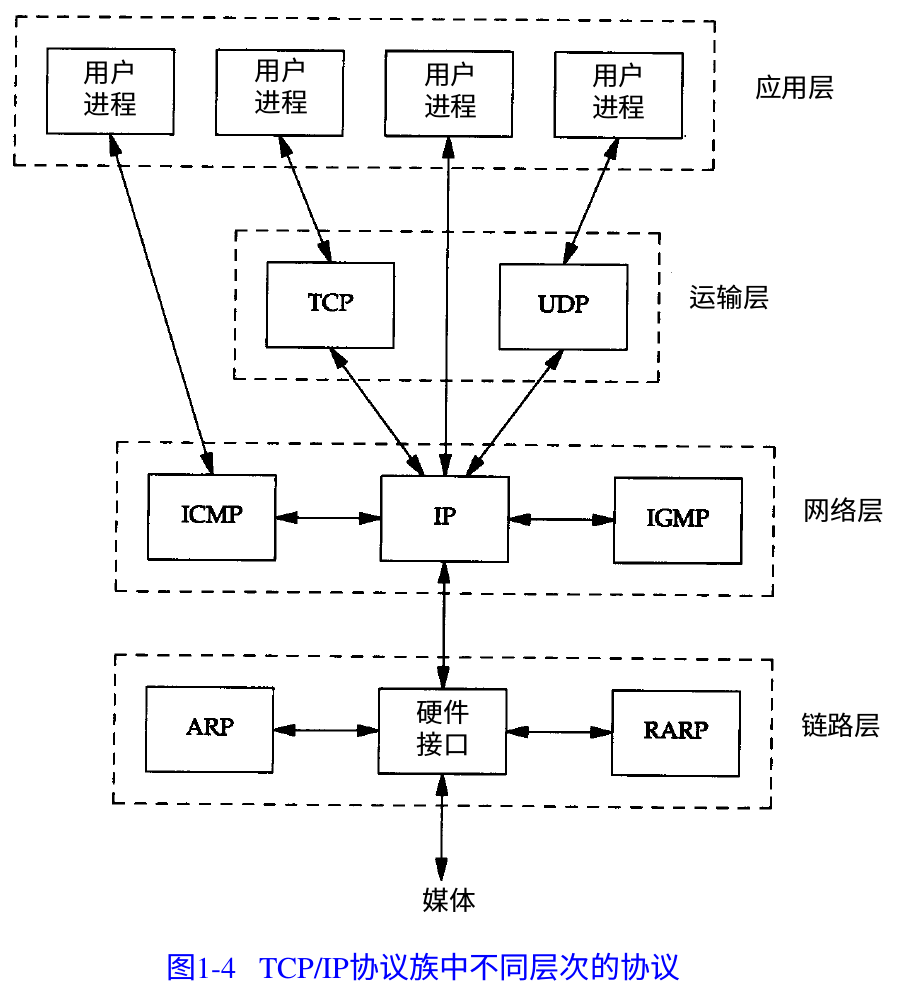 用户 用户 用户 用户
进程 进程 进程 进程
应用层
TCP
UDP
运输层
ICMP
IP
IGMP
网络层
ARP
硬件
接口
RARP
链路层
媒体
图1-4 TCP/IP协议族中不同层次的协议